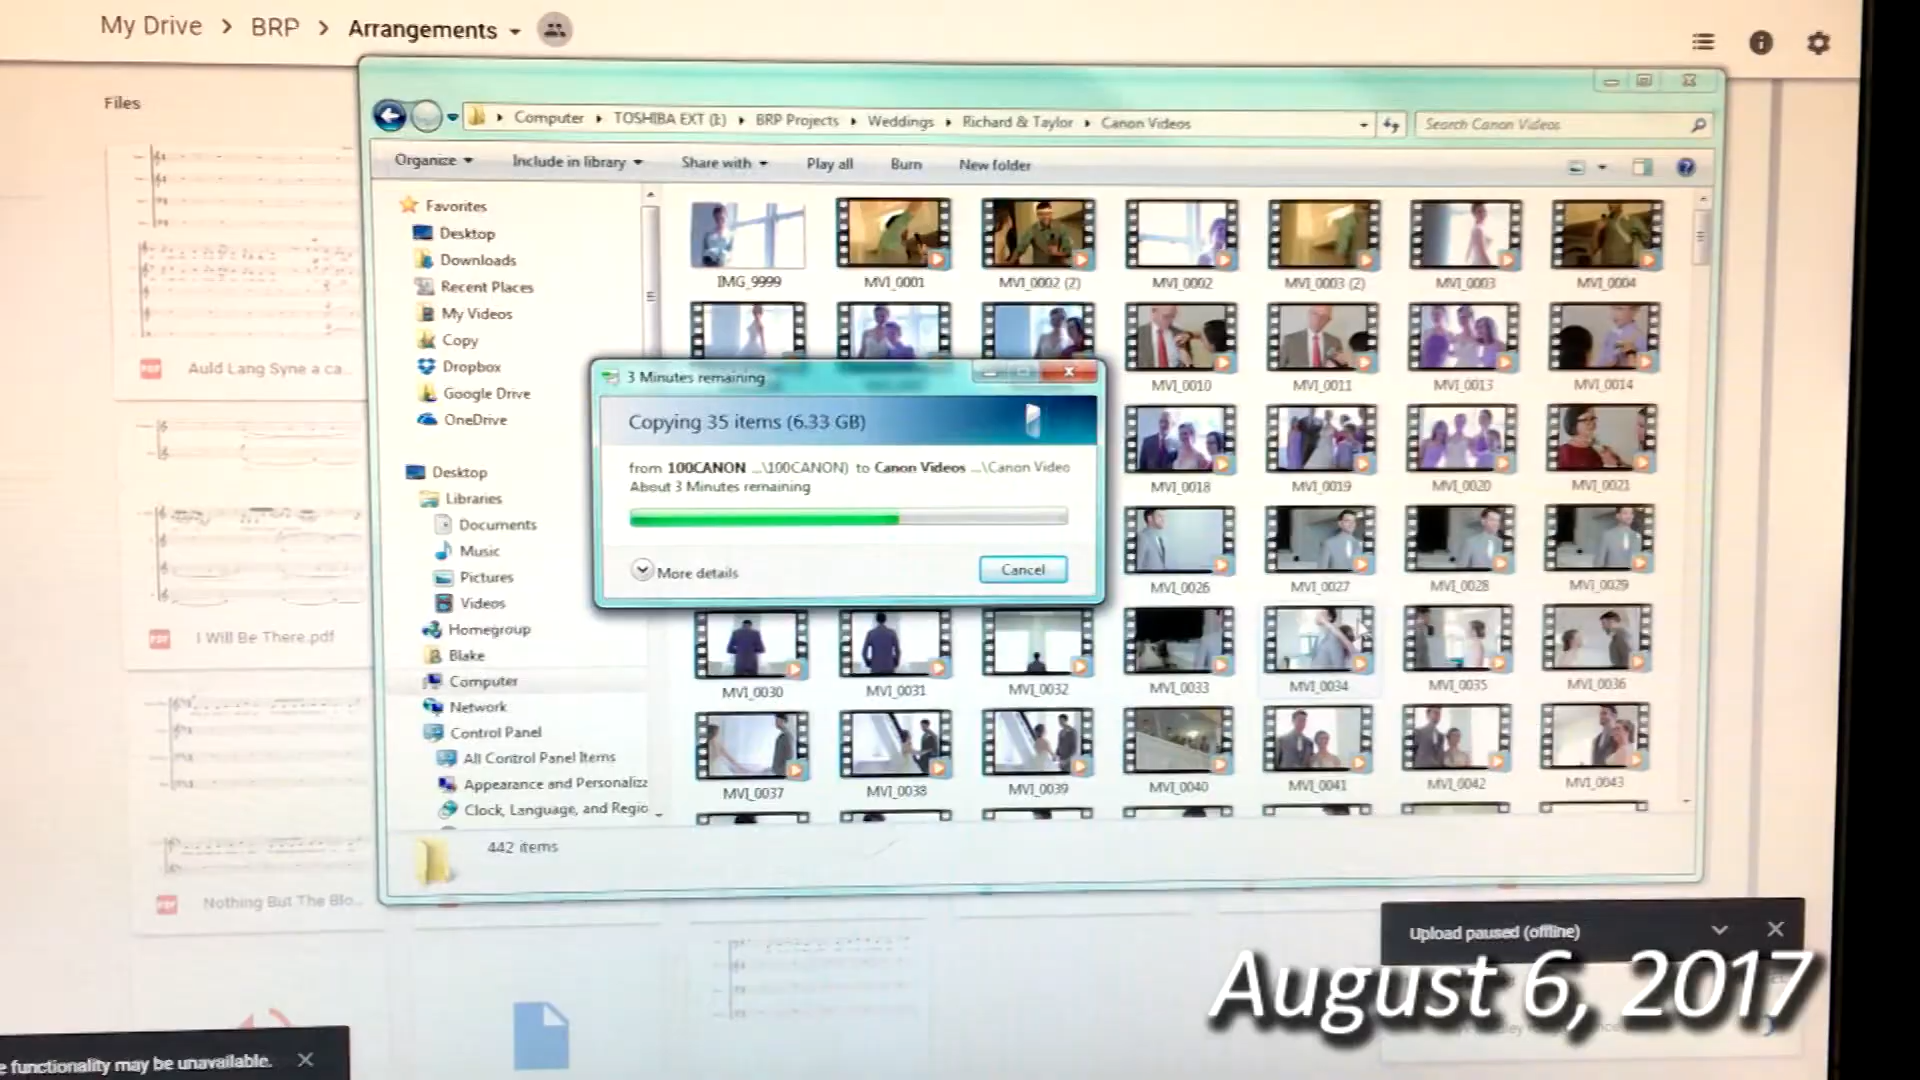 My Drive > BRP > Arrangements
Files
Computer ▸ TOSHIBA EXT (I:) ▸ BRP Projects ▸ Weddings ▸ Richard & Taylor ▸ Canon Videos
Search Canon Videos
Organize Include in library Share with Play all Burn New folder
Favorites
Desktop
Downloads
Recent Places
My Videos
Copy
Dropbox
Google Drive
OneDrive
Desktop
Libraries
Documents
Music
Pictures
Videos
Homegroup
Blake
Computer
Network
Control Panel
All Control Panel Items
Appearance and Personaliz
Clock, Language, and Regio
IMG_9999 MVI_0001 MVI_0002 (2) MVI_0002 MVI_0003 (2) MVI_0003 MVI_0004
MVI_0010 MVI_0011 MVI_0013 MVI_0014
MVI_0018 MVI_0019 MVI_0020 MVI_0021
MVI_0026 MVI_0027 MVI_0028 MVI_0029
MVI_0030 MVI_0031 MVI_0032 MVI_0033 MVI_0034 MVI_0035 MVI_0036
MVI_0037 MVI_0038 MVI_0039 MVI_0040 MVI_0041 MVI_0042 MVI_0043
3 Minutes remaining
Copying 35 items (6.33 GB)
from 100CANON ...\100CANON) to Canon Videos ...\Canon Video
About 3 Minutes remaining
More details
Cancel
442 items
PDF Auld Lang Syne a ca...
PDF I Will Be There.pdf
PDF Nothing But The Blo...
Upload paused (offline)
August 6, 2017
e functionality may be unavailable.